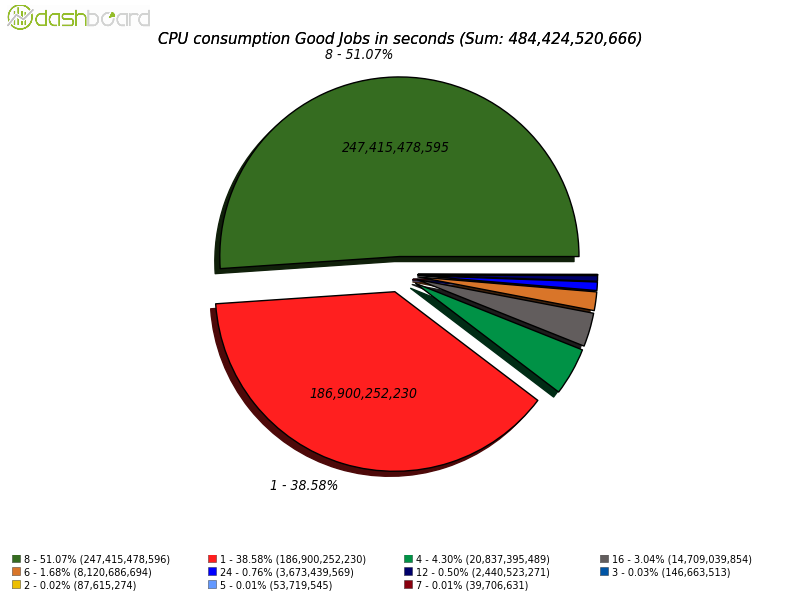 dashboard
CPU consumption Good Jobs in seconds (Sum: 484,424,520,666)
8 - 51.07%
247,415,478,595
186,900,252,230
1 - 38.58%
8 - 51.07% (247,415,478,596) 1 - 38.58% (186,900,252,230) 4 - 4.30% (20,837,395,489) 16 - 3.04% (14,709,039,854)
6 - 1.68% (8,120,686,694) 24 - 0.76% (3,673,439,569) 12 - 0.50% (2,440,523,271) 3 - 0.03% (146,663,513)
2 - 0.02% (87,615,274) 5 - 0.01% (53,719,545) 7 - 0.01% (39,706,631)